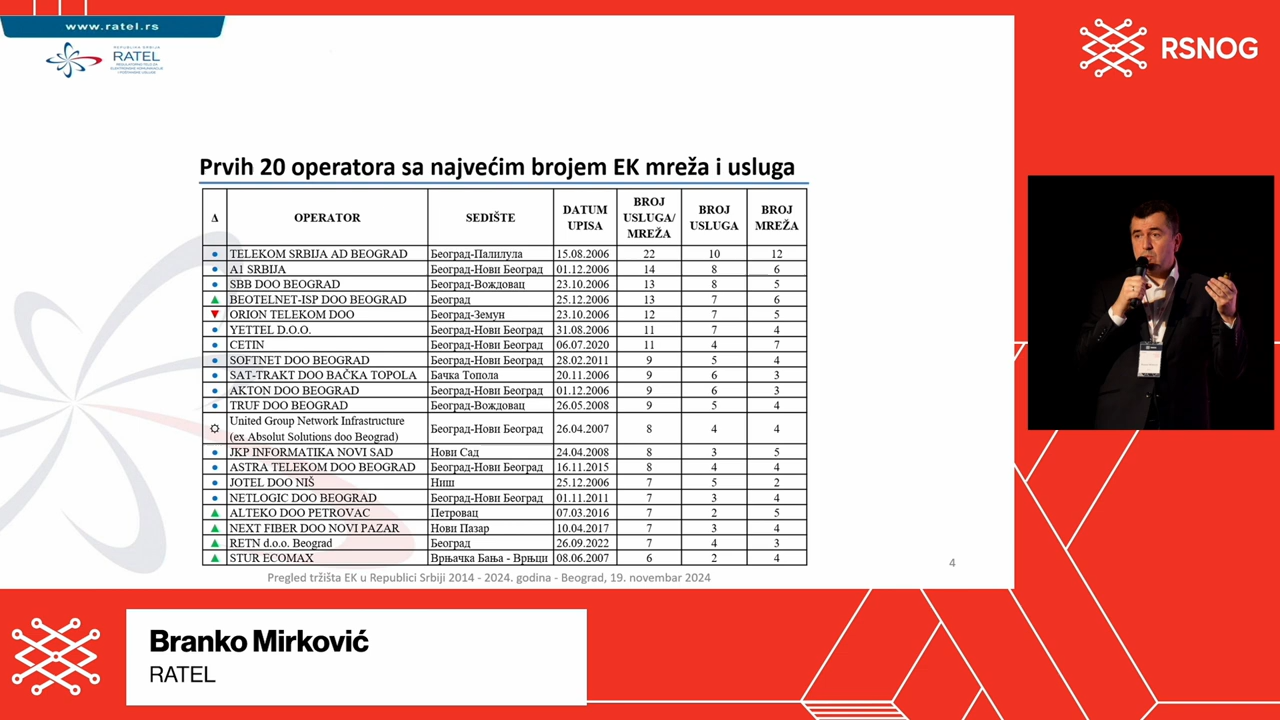 www.ratel.rs
REPUBLIKA SRBIJA
RATEL
REGULATORNO TELO ZA
ELEKTRONSKE KOMUNIKACIJE
I POŠTANSKE USLUGE
RSNOG
Prvih 20 operatora sa najvećim brojem EK mreža i usluga
Δ OPERATOR SEDIŠTE DATUM UPISA BROJ USLUGA/ MREŽA BROJ USLUGA BROJ MREŽA
TELEKOM SRBIJA AD BEOGRAD Београд-Палилула 15.08.2006 22 10 12
A1 SRBIJA Београд-Нови Београд 01.12.2006 14 8 6
SBB DOO BEOGRAD Београд-Вождовац 23.10.2006 13 8 5
BEOTELNET-ISP DOO BEOGRAD Београд 25.12.2006 13 7 6
ORION TELEKOM DOO Београд-Земун 23.10.2006 12 7 5
YETTEL D.O.O. Београд-Нови Београд 31.08.2006 11 7 4
CETIN Београд-Нови Београд 06.07.2020 11 4 7
SOFTNET DOO BEOGRAD Београд-Нови Београд 28.02.2011 9 5 4
SAT-TRAKT DOO BAČKA TOPOLA Бачка Топола 20.11.2006 9 6 3
AKTON DOO BEOGRAD Београд-Нови Београд 01.12.2006 9 6 3
TRUF DOO BEOGRAD Београд-Вождовац 26.05.2008 9 5 4
United Group Network Infrastructure
(ex Absolut Solutions doo Beograd) Београд-Нови Београд 26.04.2007 8 4 4
JKP INFORMATIKA NOVI SAD Нови Сад 24.04.2008 8 3 5
ASTRA TELEKOM DOO BEOGRAD Београд-Нови Београд 16.11.2015 8 4 4
JOTEL DOO NIŠ Ниш 25.12.2006 7 5 2
NETLOGIC DOO BEOGRAD Београд-Нови Београд 01.11.2011 7 3 4
ALTEKO DOO PETROVAC Петровац 07.03.2016 7 2 5
NEXT FIBER DOO NOVI PAZAR Нови Пазар 10.04.2017 7 3 4
RETN d.o.o. Beograd Београд 26.09.2022 7 4 3
STUR ECOMAX Врњачка Бања - Врњци 08.06.2007 6 2 4
4
Pregled tržišta EK u Republici Srbiji 2014 - 2024. godina - Beograd, 19. novembar 2024
Branko Mirković
RATEL